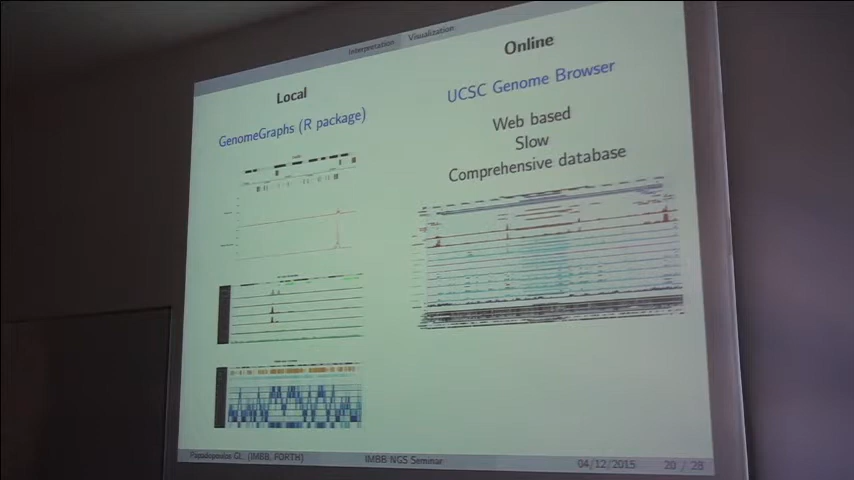 Interpretation Visualization
Local
GenomeGraphs (R package)
Online
UCSC Genome Browser
Web based
Slow
Comprehensive database
Papadopoulos GL. (IMBB, FORTH) IMBB NGS Seminar 04/12/2015 20 / 28